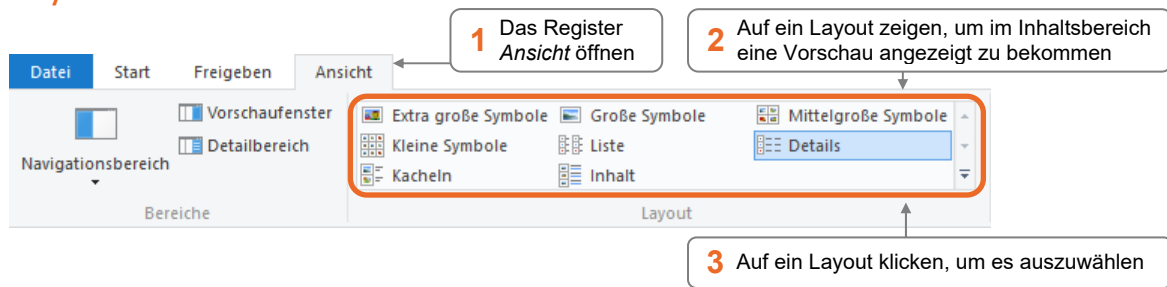 1 Das Register
Ansicht öffnen
2 Auf ein Layout zeigen, um im Inhaltsbereich
eine Vorschau angezeigt zu bekommen
Datei Start Freigeben Ansicht
Navigationsbereich
Vorschaufenster
Detailbereich
Bereiche
Extra große Symbole Große Symbole Mittelgroße Symbole
Kleine Symbole Liste Details
Kacheln Inhalt
Layout
3 Auf ein Layout klicken, um es auszuwählen